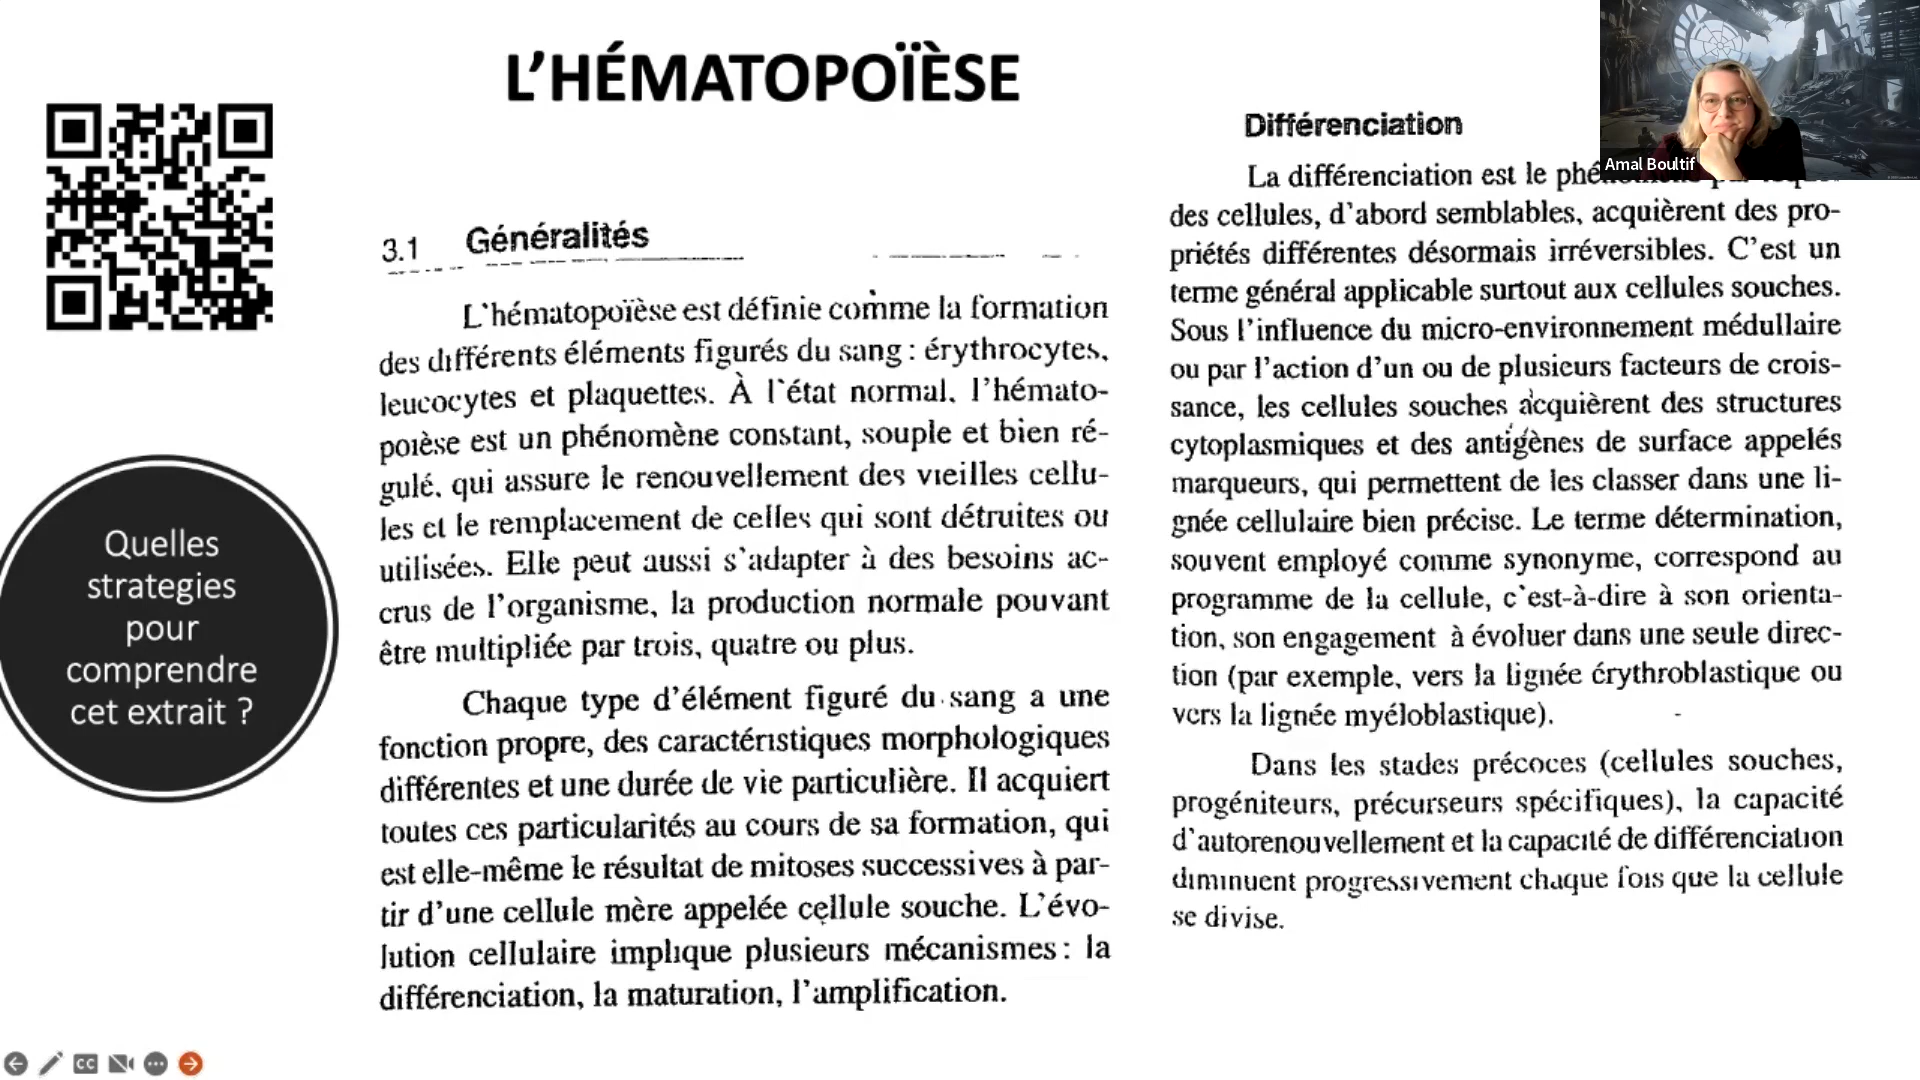 L'HÉMATOPOÏÈSE
3.1 Généralités
L'hématopoïèse est définie comme la formation
des différents éléments figurés du sang : érythrocytes,
leucocytes et plaquettes. À l'état normal, l'hémato-
poïèse est un phénomène constant, souple et bien ré-
gulé, qui assure le renouvellement des vieilles cellu-
les et le remplacement de celles qui sont détruites ou
utilisées. Elle peut aussi s'adapter à des besoins ac-
crus de l'organisme, la production normale pouvant
être multipliée par trois, quatre ou plus.
Chaque type d'élément figuré du sang a une
fonction propre, des caractéristiques morphologiques
différentes et une durée de vie particulière. Il acquiert
toutes ces particularités au cours de sa formation, qui
est elle-même le résultat de mitoses successives à par-
tir d'une cellule mère appelée cellule souche. L'évo-
lution cellulaire implique plusieurs mécanismes : la
différenciation, la maturation, l'amplification.
Différenciation
La différenciation est le
des cellules, d'abord semblables, acquièrent des pro-
priétés différentes désormais irréversibles. C'est un
terme général applicable surtout aux cellules souches.
Sous l'influence du micro-environnement médullaire
ou par l'action d'un ou de plusieurs facteurs de crois-
sance, les cellules souches acquièrent des structures
cytoplasmiques et des antigènes de surface appelés
marqueurs, qui permettent de les classer dans une li-
gnée cellulaire bien précise. Le terme détermination,
souvent employé comme synonyme, correspond au
programme de la cellule, c'est-à-dire à son orienta-
tion, son engagement à évoluer dans une seule direc-
tion (par exemple, vers la lignée érythroblastique ou
vers la lignée myéloblastique).
Dans les stades précoces (cellules souches,
progéniteurs, précurseurs spécifiques), la capacité
d'autorenouvellement et la capacité de différenciation
diminuent progressivement chaque fois que la cellule
se divise.
Quelles
strategies
pour
comprendre
cet extrait ?
Amal Boultif
CC